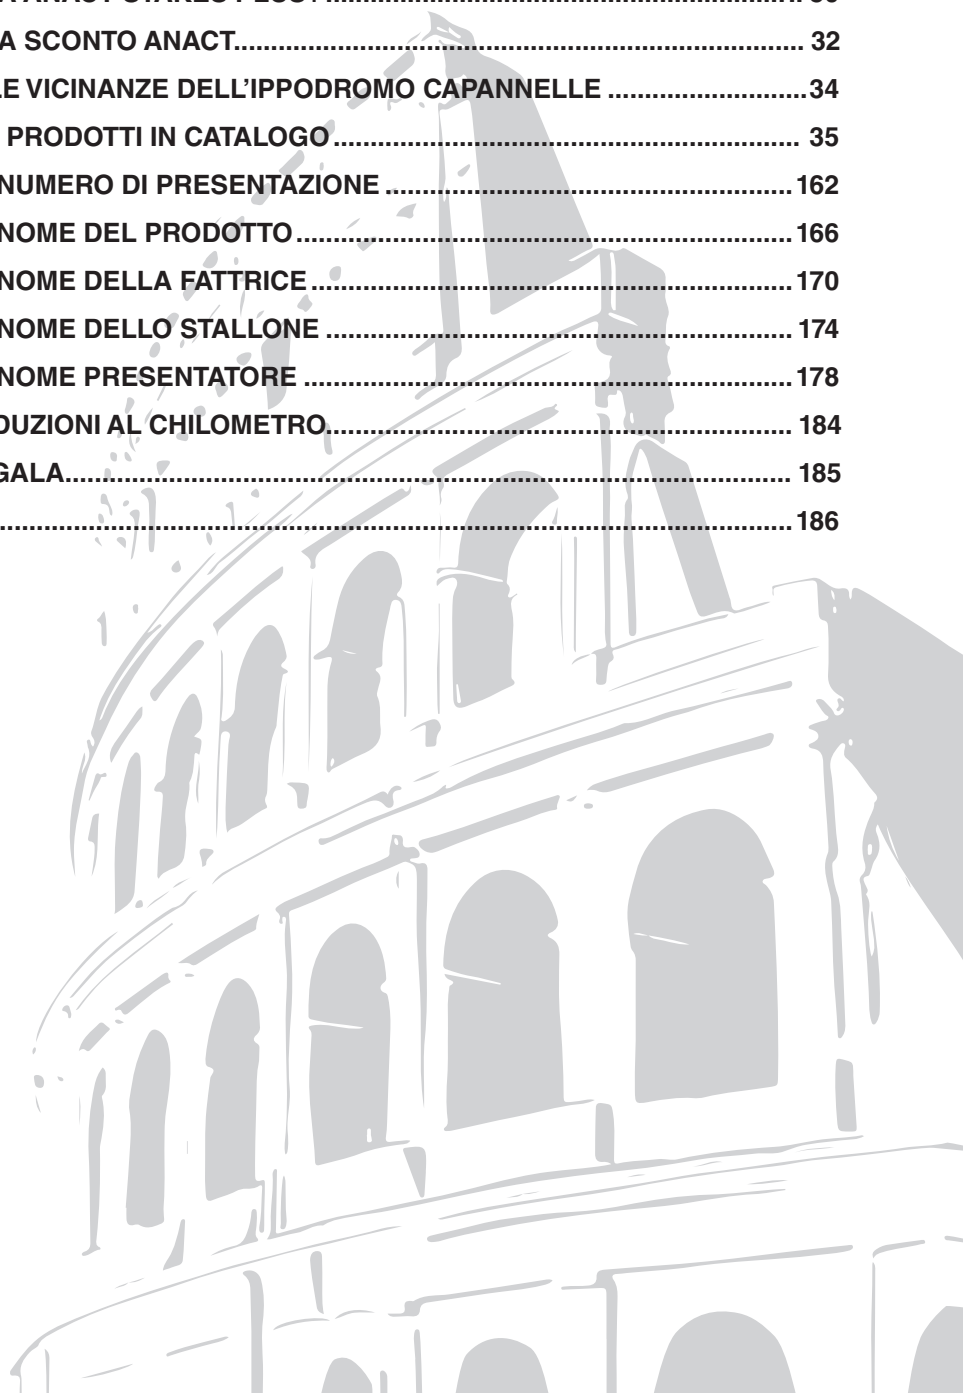 A SCONTO ANACT.......................................................................... 32
LE VICINANZE DELL'IPPODROMO CAPANNELLE ...........................34
PRODOTTI IN CATALOGO............................................................... 35
NUMERO DI PRESENTAZIONE .......................................................162
NOME DEL PRODOTTO...................................................................166
NOME DELLA FATTRICE .................................................................170
NOME DELLO STALLONE ............................................................... 174
NOME PRESENTATORE ..................................................................178
DUZIONI AL CHILOMETRO.............................................................. 184
GALA.................................................................................................. 185
...........................................................................................................186